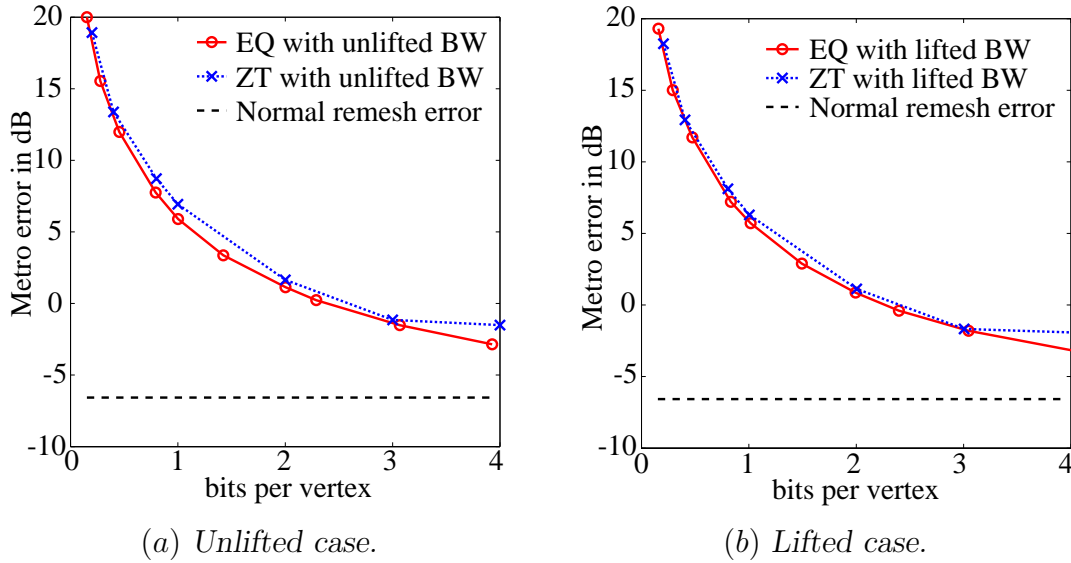 20
15
10
5
0
-5
-10
Metro error in dB
EQ with unlifted BW
ZT with unlifted BW
Normal remesh error
0 1 2 3 4
bits per vertex
(a) Unlifted case.
20
15
10
5
0
-5
-10
Metro error in dB
EQ with lifted BW
ZT with lifted BW
Normal remesh error
0 1 2 3 4
bits per vertex
(b) Lifted case.